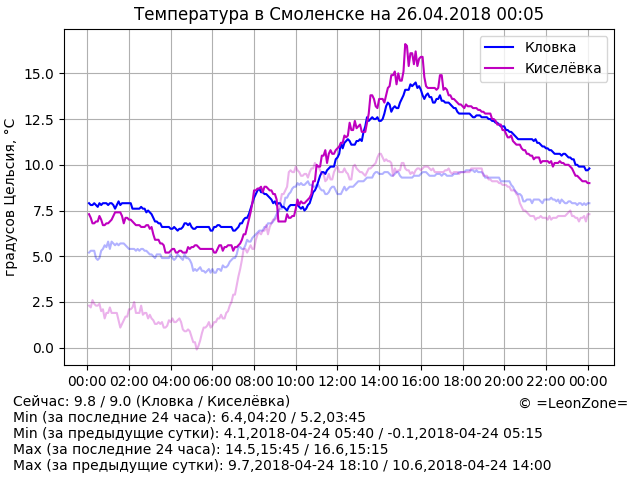 Температура в Смоленске на 26.04.2018 00:05
градусов Цельсия, °C
15.0
12.5
10.0
7.5
5.0
2.5
0.0
Кловка
Киселёвка
00:00 02:00 04:00 06:00 08:00 10:00 12:00 14:00 16:00 18:00 20:00 22:00 00:00
Сейчас: 9.8 / 9.0 (Кловка / Киселёвка)
© =LeonZone=
Min (за последние 24 часа): 6.4,04:20 / 5.2,03:45
Min (за предыдущие сутки): 4.1,2018-04-24 05:40 / -0.1,2018-04-24 05:15
Max (за последние 24 часа): 14.5,15:45 / 16.6,15:15
Max (за предыдущие сутки): 9.7,2018-04-24 18:10 / 10.6,2018-04-24 14:00